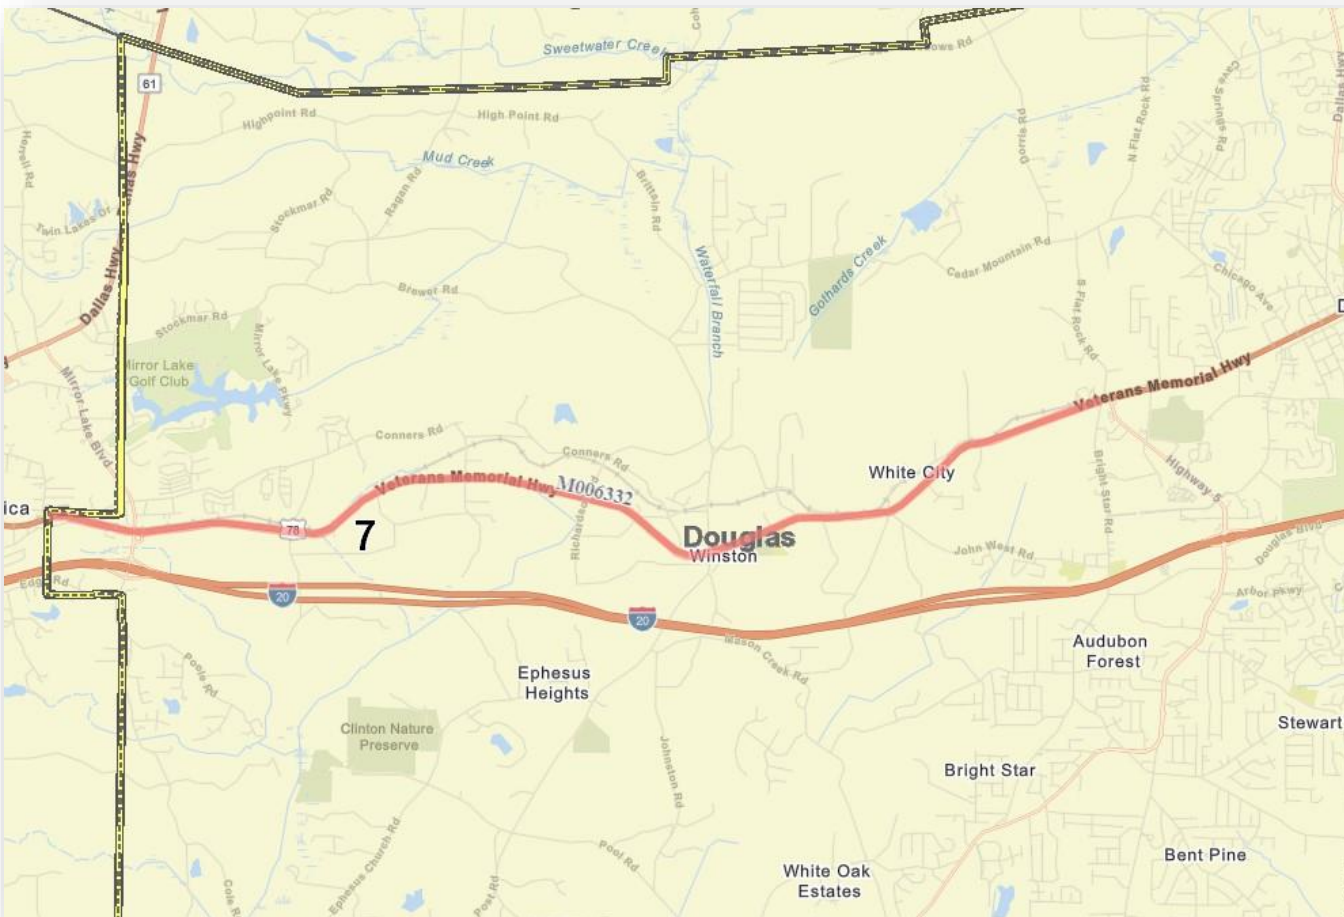 Sweetwater Creek
61
Highpoint Rd
High Point Rd
Dallas Hwy
Mud Creek
Herrell Rd
Dorris Rd
N Flat Rock Rd
Cave Springs Rd
Dallas Hwy
Twin Lakes Dr
Stockmar Rd
Ragan Rd
Brittain Rd
Waterfall Branch
Gothards Creek
Cedar Mountain Rd
Chicago Ave
Dallas Hwy
Brewer Rd
Stockmar Rd
Mirror Lake Pkwy
S Flat Rock Rd
Mirror Lake
Golf Club
Mirror Lake Blvd
Veterans Memorial Hwy
Conners Rd
Conners Rd
White City
Highway 5
Bright Star Rd
Veterans Memorial Hwy
M006332
ica
78
7
Douglas
Winston
John West Rd
Douglas Blvd
20
20
Arbor Pkwy
Mason Creek Rd
Audubon
Forest
Ephesus
Heights
Poole Rd
Clinton Nature
Preserve
Stewart
Johnston Rd
Bright Star
Ephesus Church Rd
Pool Rd
Bent Pine
White Oak
Estates
Post Rd